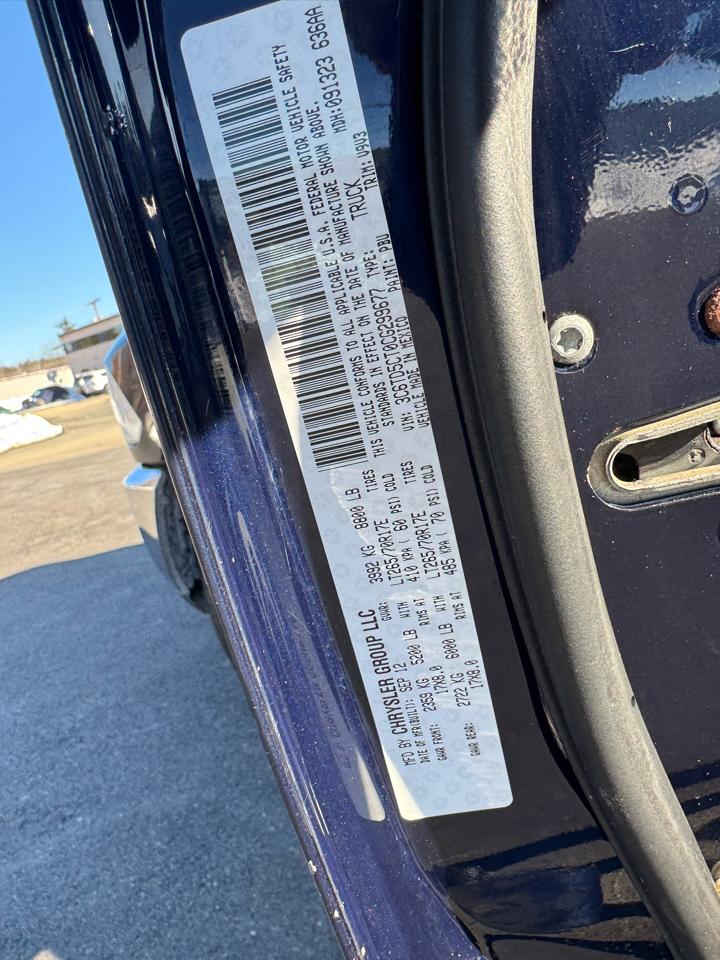 MFD BY CHRYSLER GROUP LLC
DATE OF MFR(BUILT): SEP 12 GVWR: 3992 KG 8800 LB
GAWR FRONT: 2359 KG 5200 LB WITH LT265/70R17E TIRES
17X8.0 RIMS AT 410 KPA ( 60 PSI) COLD
GAWR REAR: 2722 KG 6000 LB WITH LT265/70R17E TIRES
17X8.0 RIMS AT 485 KPA ( 70 PSI) COLD
THIS VEHICLE CONFORMS TO ALL APPLICABLE U.S.A. FEDERAL MOTOR VEHICLE SAFETY
STANDARDS IN EFFECT ON THE DATE OF MANUFACTURE SHOWN ABOVE.
MDH:091323 636AA
VIN: 3C6TD5CT0CG299677 TYPE: TRUCK
VEHICLE MADE IN MEXICO PAINT: PBU TRIM: V9V3